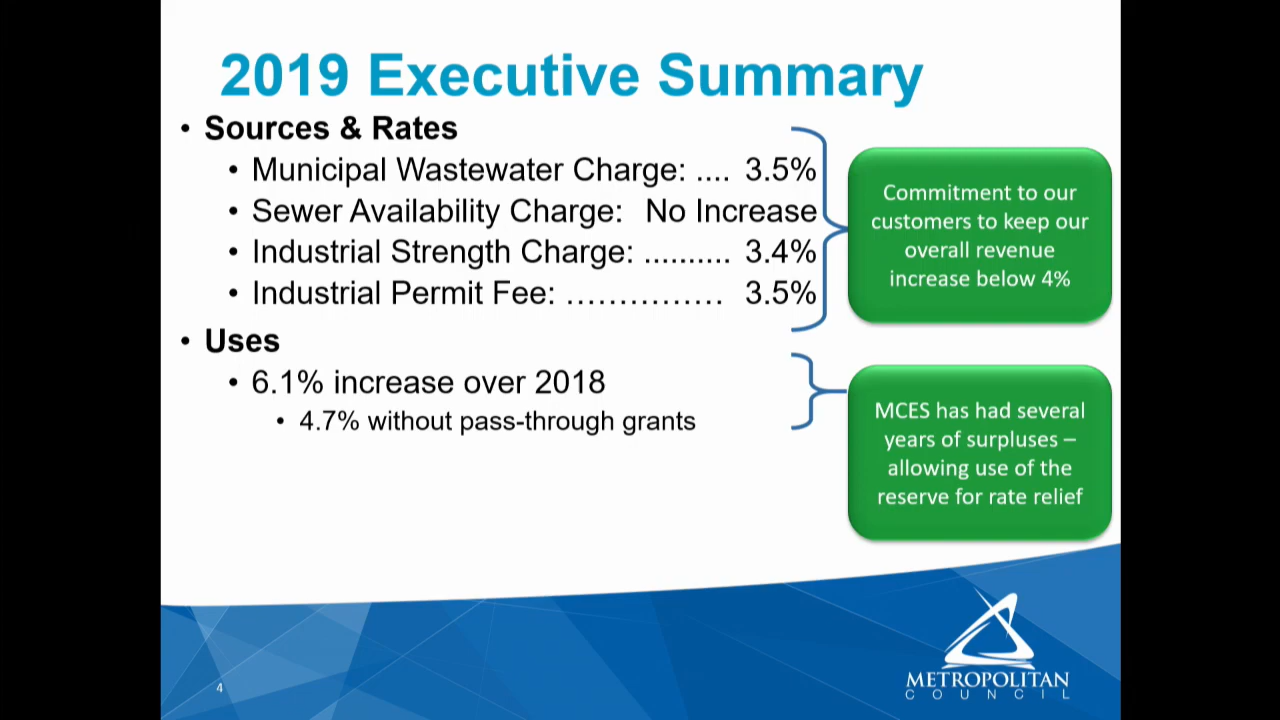 2019 Executive Summary
• Sources & Rates
• Municipal Wastewater Charge: .... 3.5%
• Sewer Availability Charge: No Increase
• Industrial Strength Charge: .......... 3.4%
• Industrial Permit Fee: …………… 3.5%
Commitment to our
customers to keep our
overall revenue
increase below 4%
• Uses
• 6.1% increase over 2018
• 4.7% without pass-through grants
MCES has had several
years of surpluses –
allowing use of the
reserve for rate relief
4
METROPOLITAN
COUNCIL